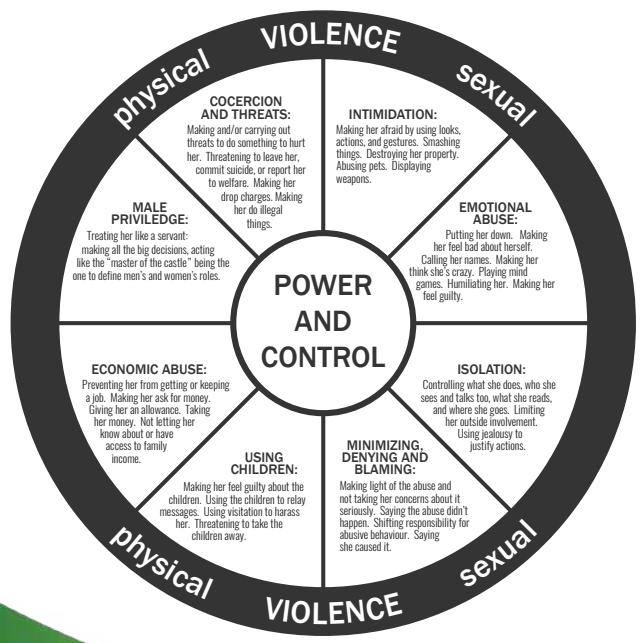 physical VIOLENCE sexual
COCERCION
AND THREATS:
Making and/or carrying out
threats to do something to hurt
her. Threatening to leave her,
commit suicide, or report her
to welfare. Making her
drop charges. Making
her do illegal
things.
INTIMIDATION:
Making her afraid by using looks,
actions, and gestures. Smashing
things. Destroying her property.
Abusing pets. Displaying
weapons.
MALE
PRIVILEDGE:
Treating her like a servant:
making all the big decisions, acting
like the “master of the castle” being the
one to define men's and women's roles.
EMOTIONAL
ABUSE:
Putting her down. Making
her feel bad about herself.
Calling her names. Making her
think she's crazy. Playing mind
games. Humiliating her. Making her
feel guilty.
POWER
AND
CONTROL
ECONOMIC ABUSE:
Preventing her from getting or keeping
a job. Making her ask for money.
Giving her an allowance. Taking
her money. Not letting her
know about or have
access to family
income.
ISOLATION:
Controlling what she does, who she
sees and talks too, what she reads,
and where she goes. Limiting
her outside involvement.
Using jealousy to
justify actions.
USING
CHILDREN:
Making her feel guilty about the
children. Using the children to relay
messages. Using visitation to harass
her. Threatening to take the
children away.
MINIMIZING,
DENYING AND
BLAMING:
Making light of the abuse and
not taking her concerns about it
seriously. Saying the abuse didn't
happen. Shifting responsibility for
abusive behaviour. Saying
she caused it.
physical VIOLENCE sexual